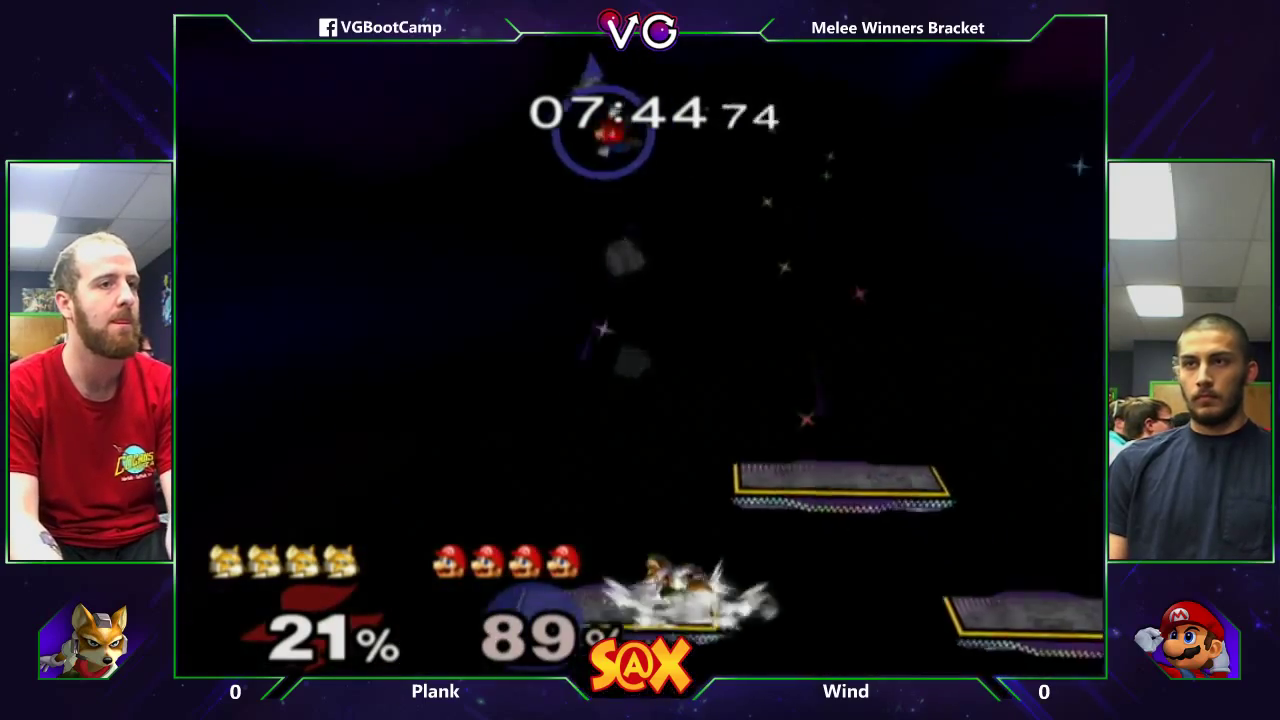 VGBootCamp
VG
Melee Winners Bracket
07:44 74
21%
89%
S@X
0
Plank
Wind
0